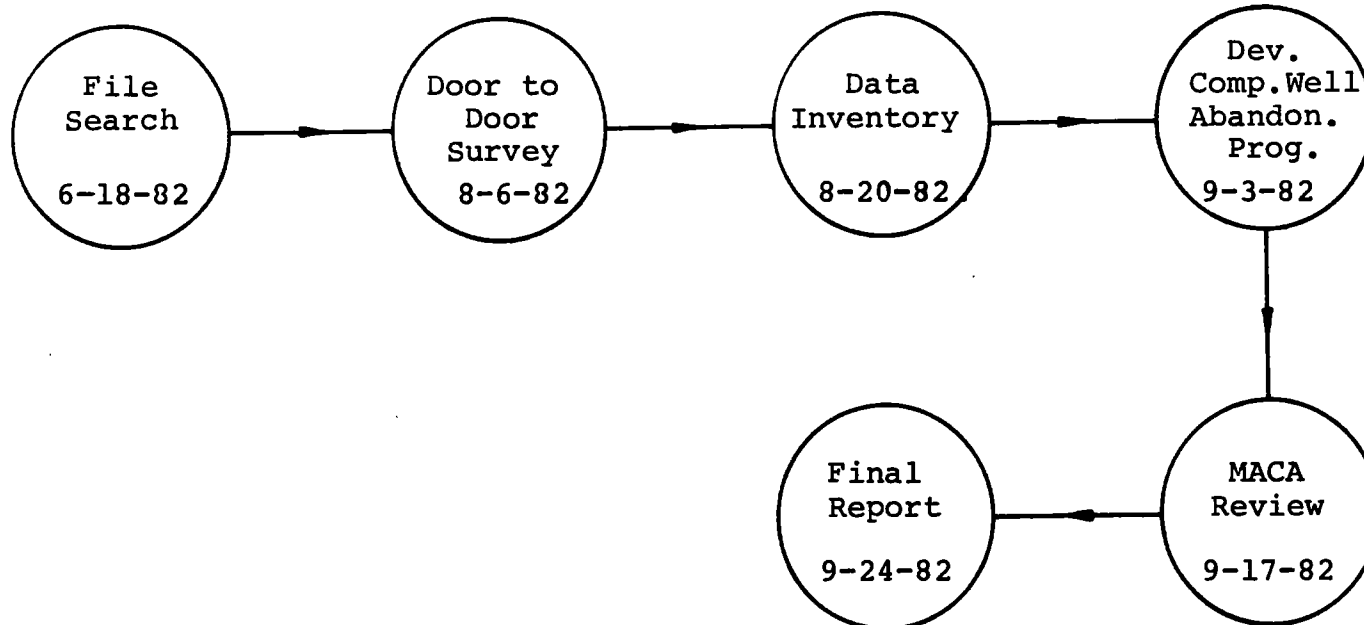 File
Search
6-18-82
Door to
Door
Survey
8-6-82
Data
Inventory
8-20-82
Dev.
Comp.Well
Abandon.
Prog.
9-3-82
MACA
Review
9-17-82
Final
Report
9-24-82